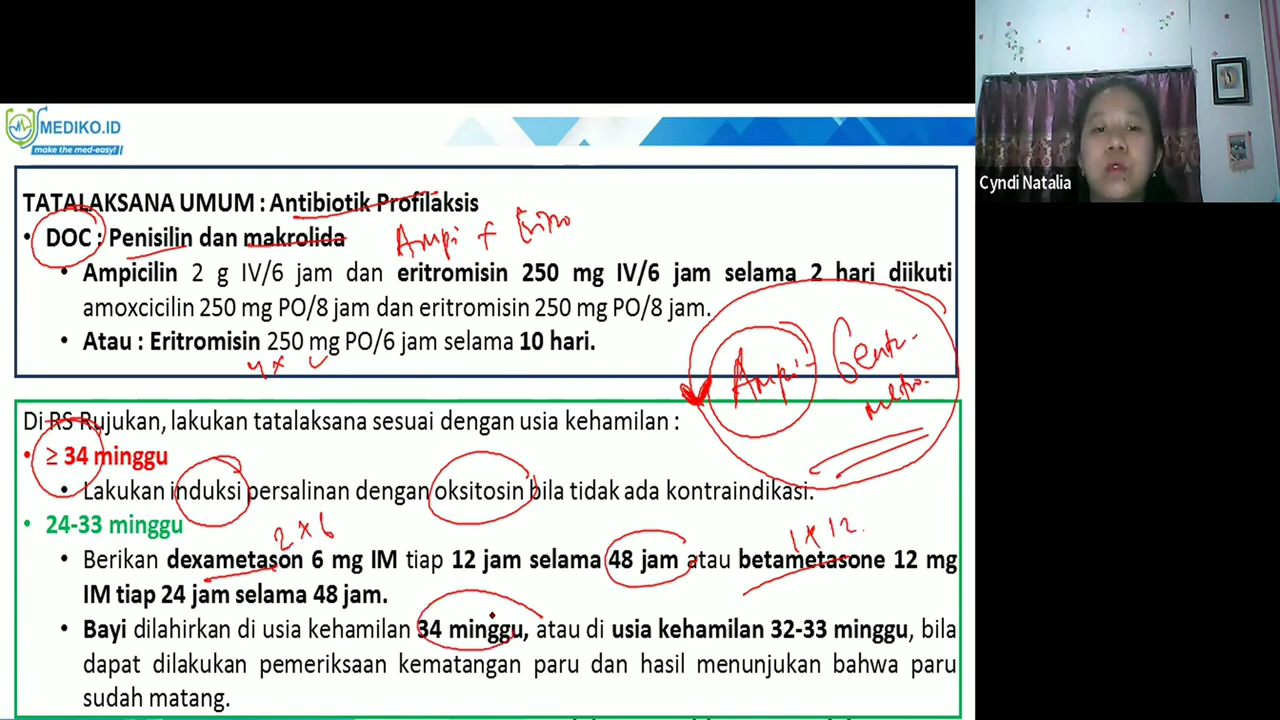 MEDIKO.ID
make the med-easy!
Cyndi Natalia
TATALAKSANA UMUM : Antibiotik Profilaksis
• DOC : Penisilin dan makrolida
Ampi + Eritro
• Ampicilin 2 g IV/6 jam dan eritromisin 250 mg IV/6 jam selama 2 hari diikuti
amoxcicilin 250 mg PO/8 jam dan eritromisin 250 mg PO/8 jam.
• Atau : Eritromisin 250 mg PO/6 jam selama 10 hari.
4x
Ampi - Genta -
metro.
Di RS Rujukan, lakukan tatalaksana sesuai dengan usia kehamilan :
• ≥ 34 minggu
• Lakukan induksi persalinan dengan oksitosin bila tidak ada kontraindikasi.
• 24-33 minggu
2 x 6
1 x 12
• Berikan dexametason 6 mg IM tiap 12 jam selama 48 jam atau betametasone 12 mg
IM tiap 24 jam selama 48 jam.
• Bayi dilahirkan di usia kehamilan 34 minggu, atau di usia kehamilan 32-33 minggu, bila
dapat dilakukan pemeriksaan kematangan paru dan hasil menunjukan bahwa paru
sudah matang.